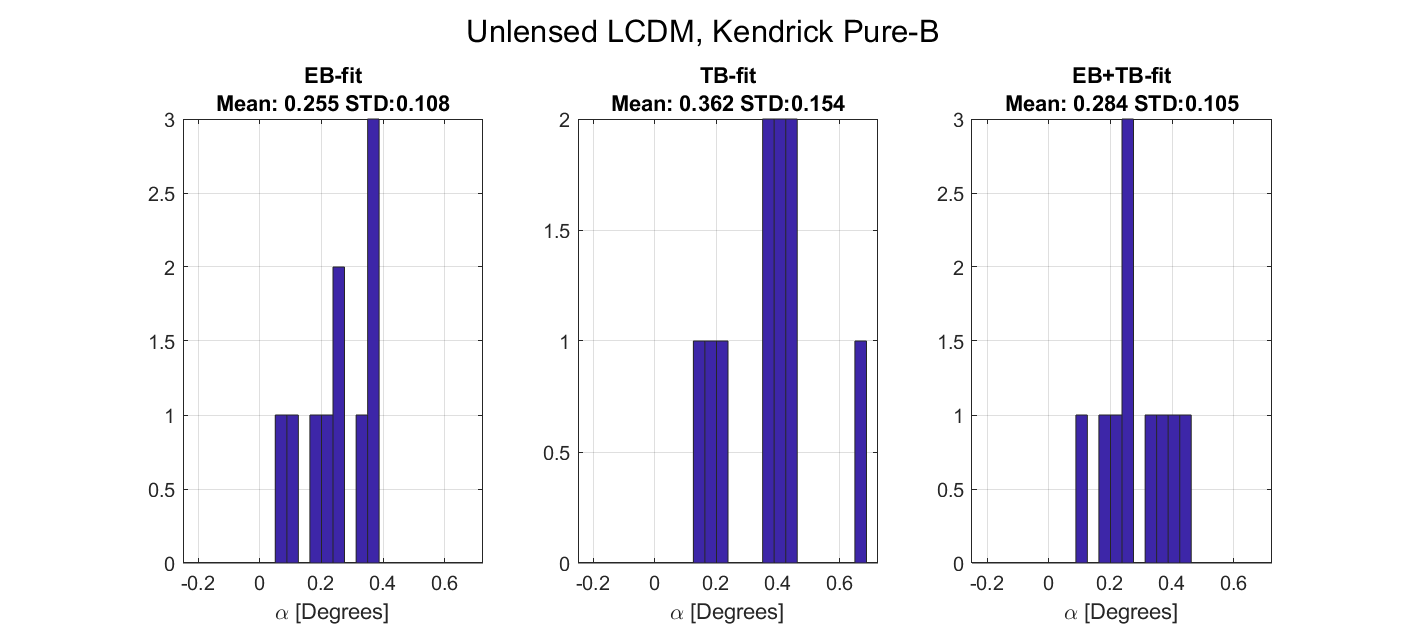 Unlensed LCDM, Kendrick Pure-B
EB-fit
Mean: 0.255 STD:0.108
3
2.5
2
1.5
1
0.5
0
-0.2 0 0.2 0.4 0.6
α [Degrees]
TB-fit
Mean: 0.362 STD:0.154
2
1.5
1
0.5
0
-0.2 0 0.2 0.4 0.6
α [Degrees]
EB+TB-fit
Mean: 0.284 STD:0.105
3
2.5
2
1.5
1
0.5
0
-0.2 0 0.2 0.4 0.6
α [Degrees]